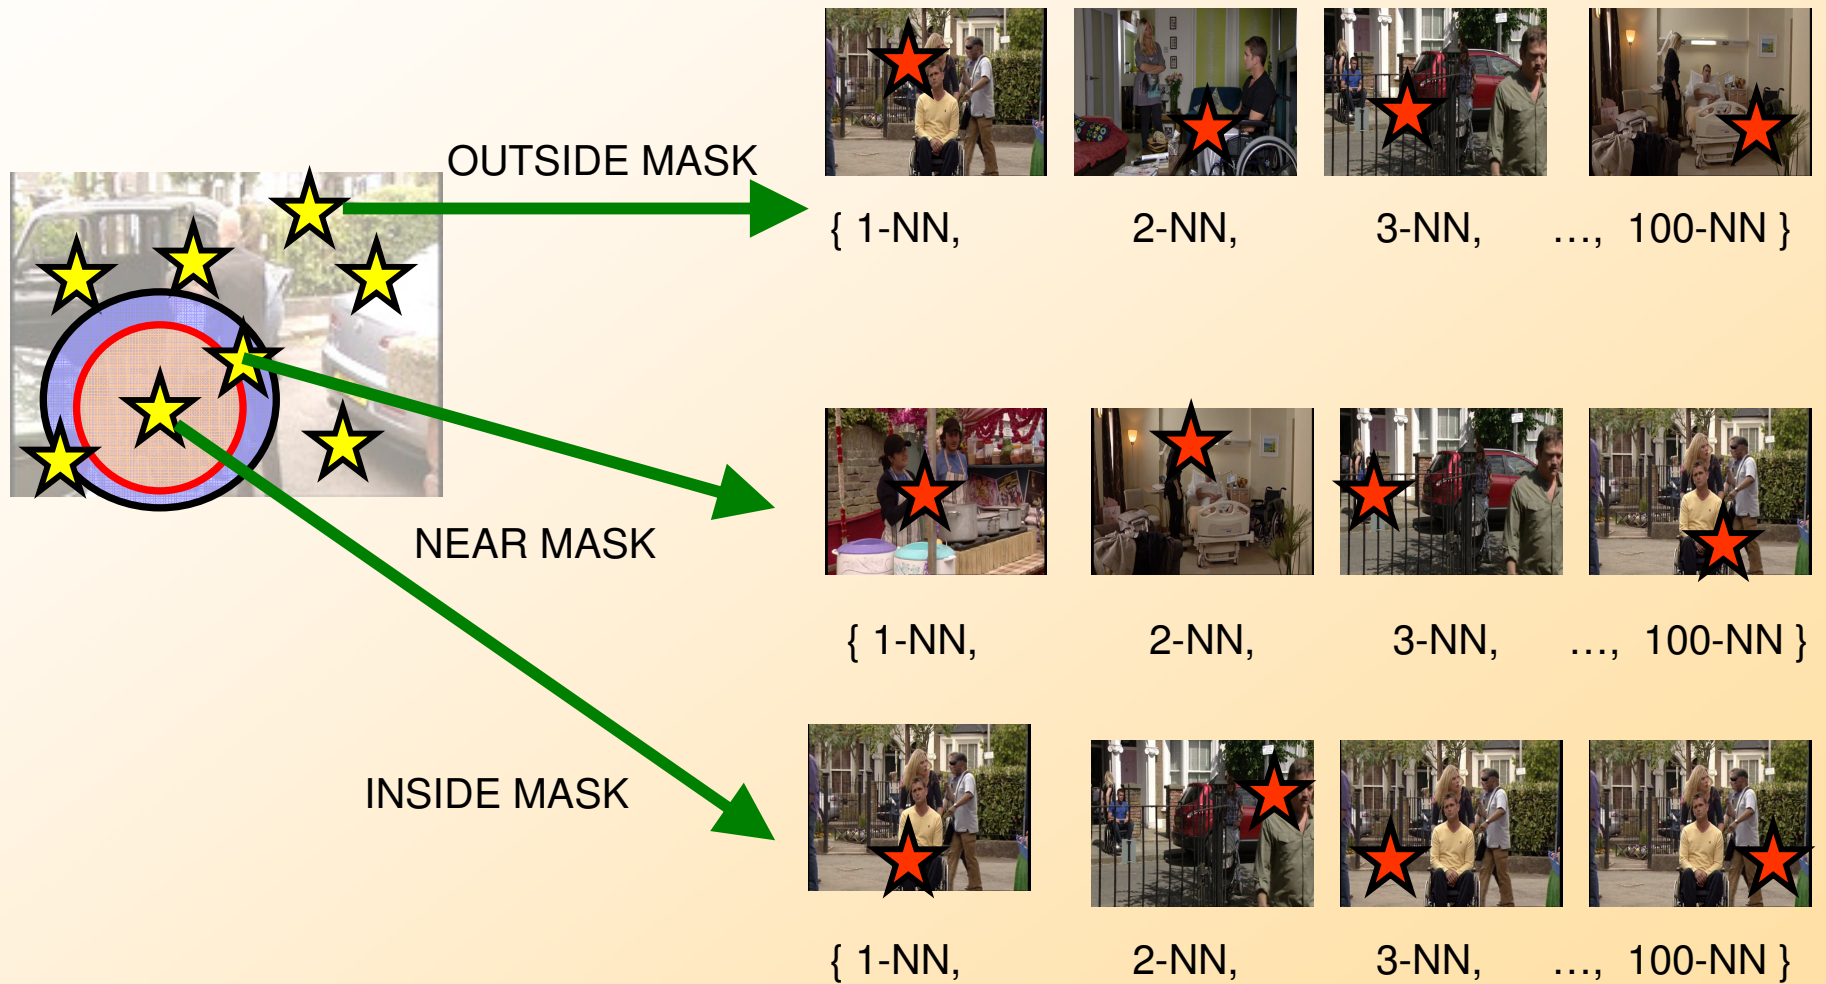 OUTSIDE MASK
{ 1-NN, 2-NN, 3-NN, …, 100-NN }
NEAR MASK
{ 1-NN, 2-NN, 3-NN, …, 100-NN }
INSIDE MASK
{ 1-NN, 2-NN, 3-NN, …, 100-NN }